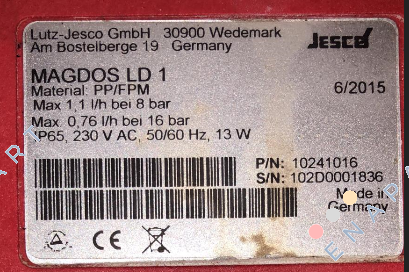 Lutz-Jesco GmbH 30900 Wedemark
Am Bostelberge 19 Germany
JESCO
MAGDOS LD 1
Material: PP/FPM
6/2015
Max 1,1 l/h bei 8 bar
Max. 0,76 l/h bei 16 bar
IP65, 230 V AC, 50/60 Hz, 13 W
P/N: 10241016
S/N: 102D0001836
Made in
Germany
CE